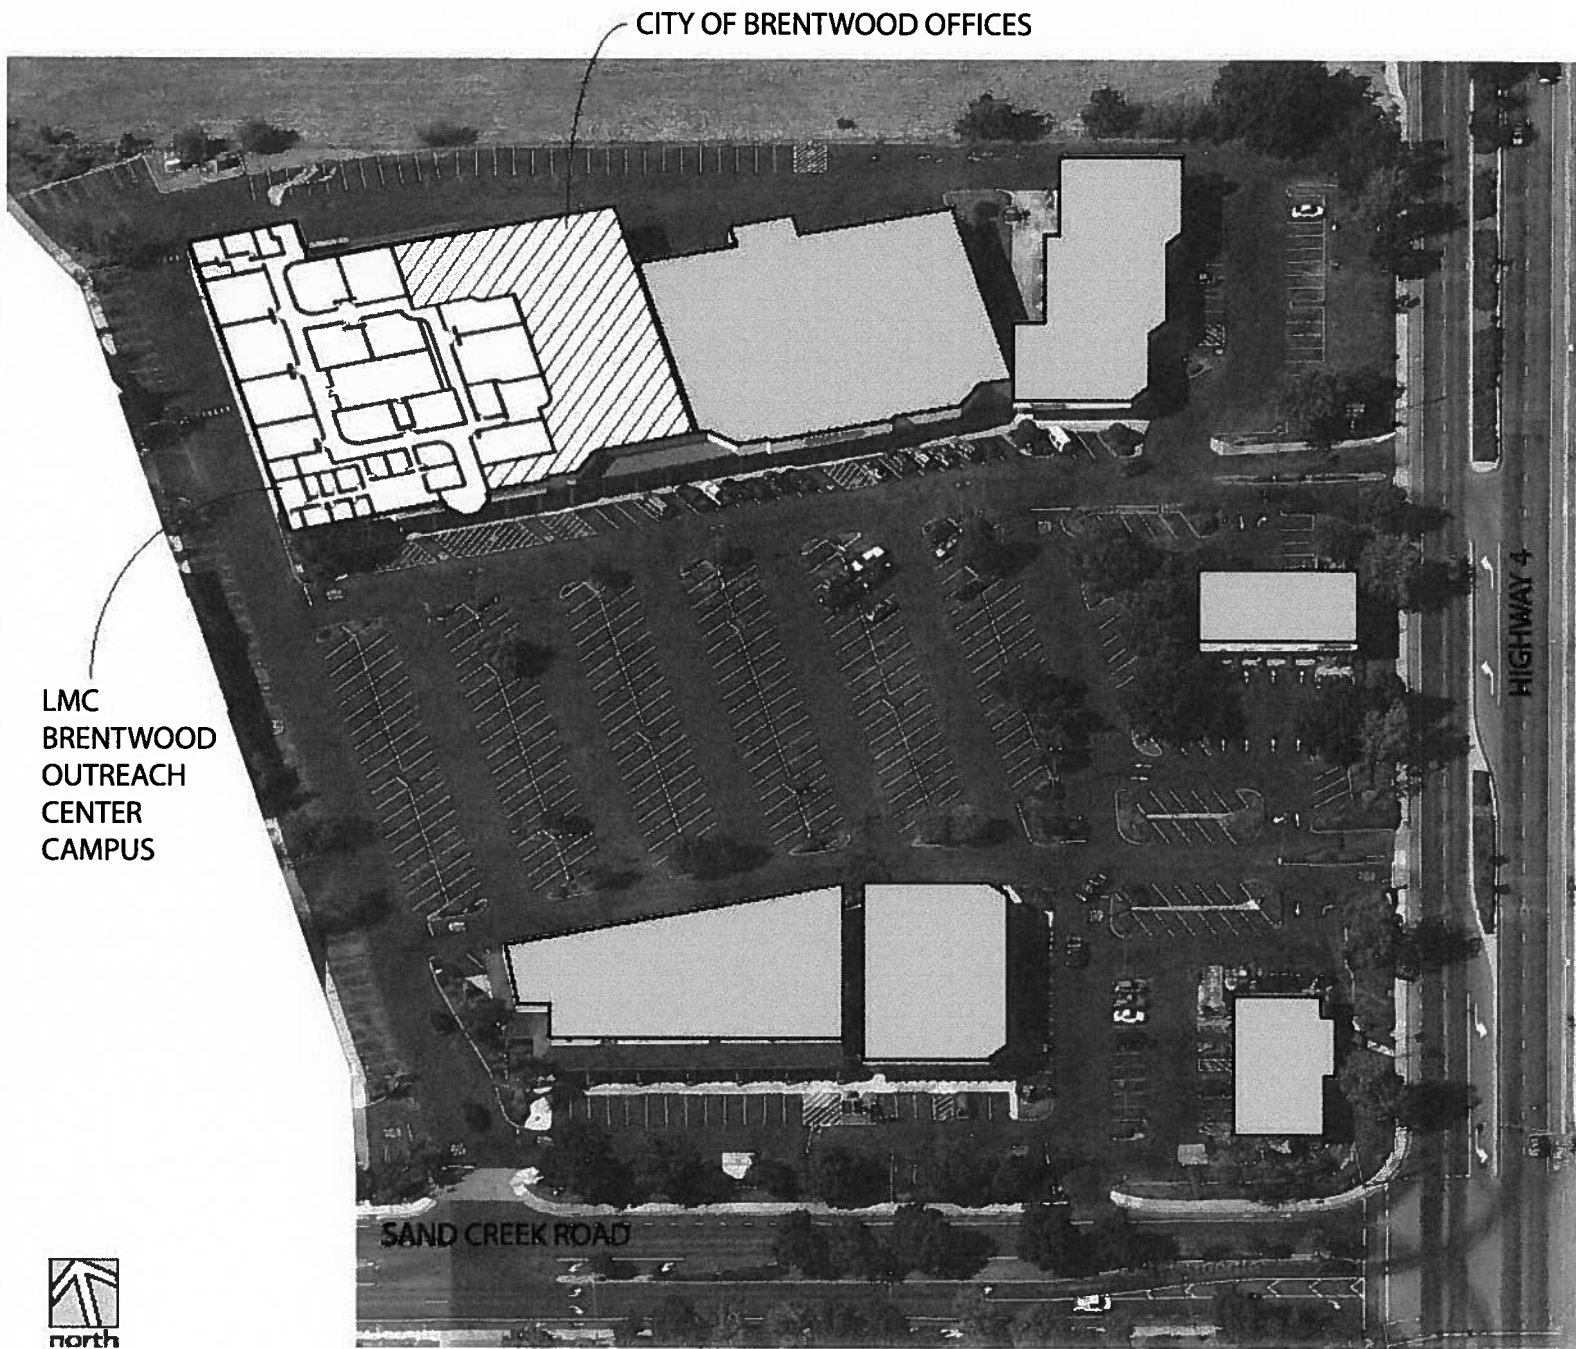 CITY OF BRENTWOOD OFFICES
LMC
BRENTWOOD
OUTREACH
CENTER
CAMPUS
HIGHWAY 4
SAND CREEK ROAD
north